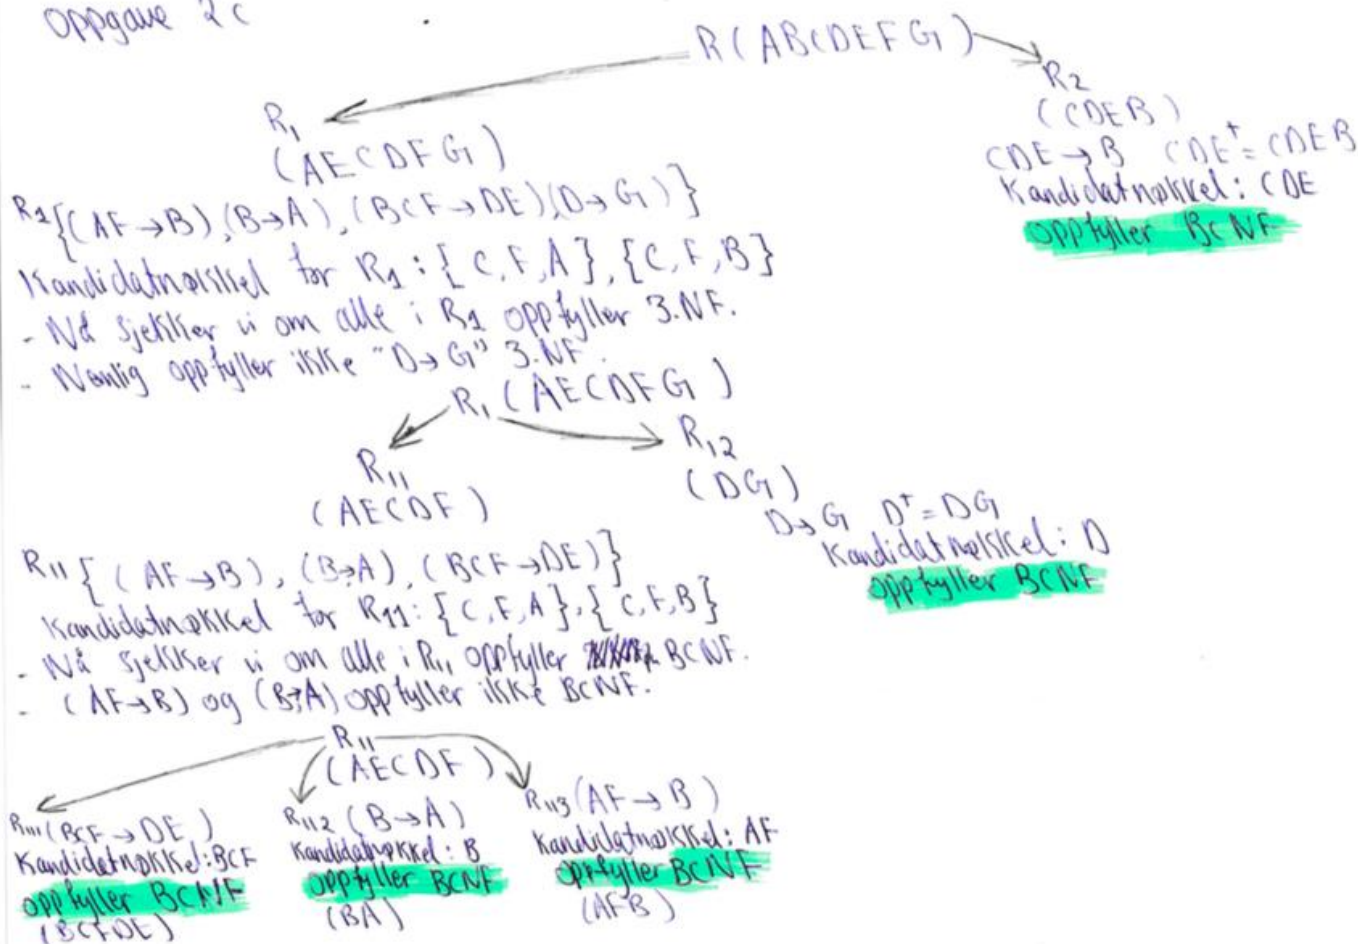 Oppgave 2c
R(ABCDEFG)
R1
(AECDFG)
R2
(CDEB)
CDE → B CDE⁺ = CDEB
Kandidatnøkkel: CDE
oppfyller BCNF
R1{(AF → B), (B → A), (BCF → DE)(D → G)}
Kandidatnøkkel for R1: {C,F,A}, {C,F,B}
- Nå sjekker vi om alle i R1 oppfyller 3.NF.
- Nemlig oppfyller ikke "D → G" 3.NF.
R1 (AECDFG)
R11
(AECDF)
R12
(DG)
D → G D⁺ = DG
Kandidatnøkkel: D
oppfyller BCNF
R11 { (AF → B), (B → A), (BCF → DE)}
Kandidatnøkkel for R11: {C,F,A}, {C,F,B}
- Nå sjekker vi om alle i R11 oppfyller BCNF.
- (AF → B) og (B → A) oppfyller ikke BCNF.
R11
(AECDF)
R111 (BCF → DE)
Kandidatnøkkel: BCF
oppfyller BCNF
(BCFDE)
R112 (B → A)
Kandidatnøkkel: B
oppfyller BCNF
(BA)
R113 (AF → B)
Kandidatnøkkel: AF
oppfyller BCNF
(AFB)